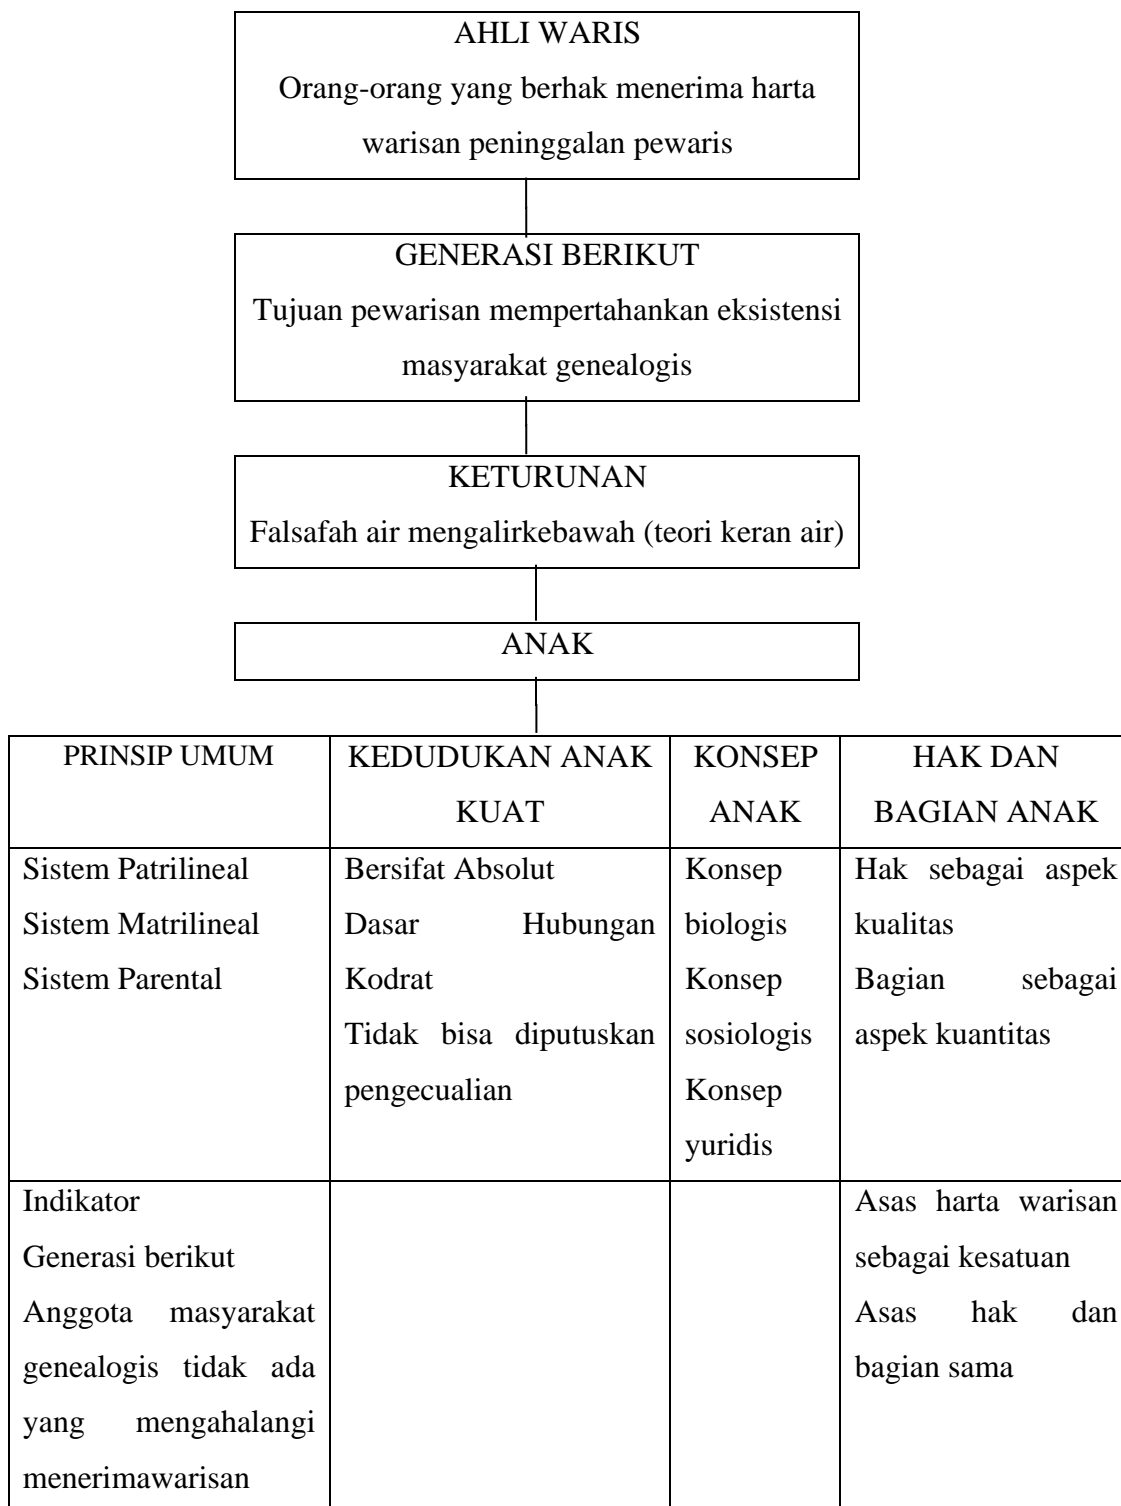 AHLI WARIS
Orang-orang yang berhak menerima harta
warisan peninggalan pewaris
GENERASI BERIKUT
Tujuan pewarisan mempertahankan eksistensi
masyarakat genealogis
KETURUNAN
Falsafah air mengalirkebawah (teori keran air)
ANAK
PRINSIP UMUM
KEDUDUKAN ANAK
KUAT
KONSEP
ANAK
HAK DAN
BAGIAN ANAK
Sistem Patrilineal
Sistem Matrilineal
Sistem Parental
Bersifat Absolut
Dasar Hubungan
Kodrat
Tidak bisa diputuskan
pengecualian
Konsep
biologis
Konsep
sosiologis
Konsep
yuridis
Hak sebagai aspek
kualitas
Bagian sebagai
aspek kuantitas
Indikator
Generasi berikut
Anggota masyarakat
genealogis tidak ada
yang mengahalangi
menerimawarisan
Asas harta warisan
sebagai kesatuan
Asas hak dan
bagian sama